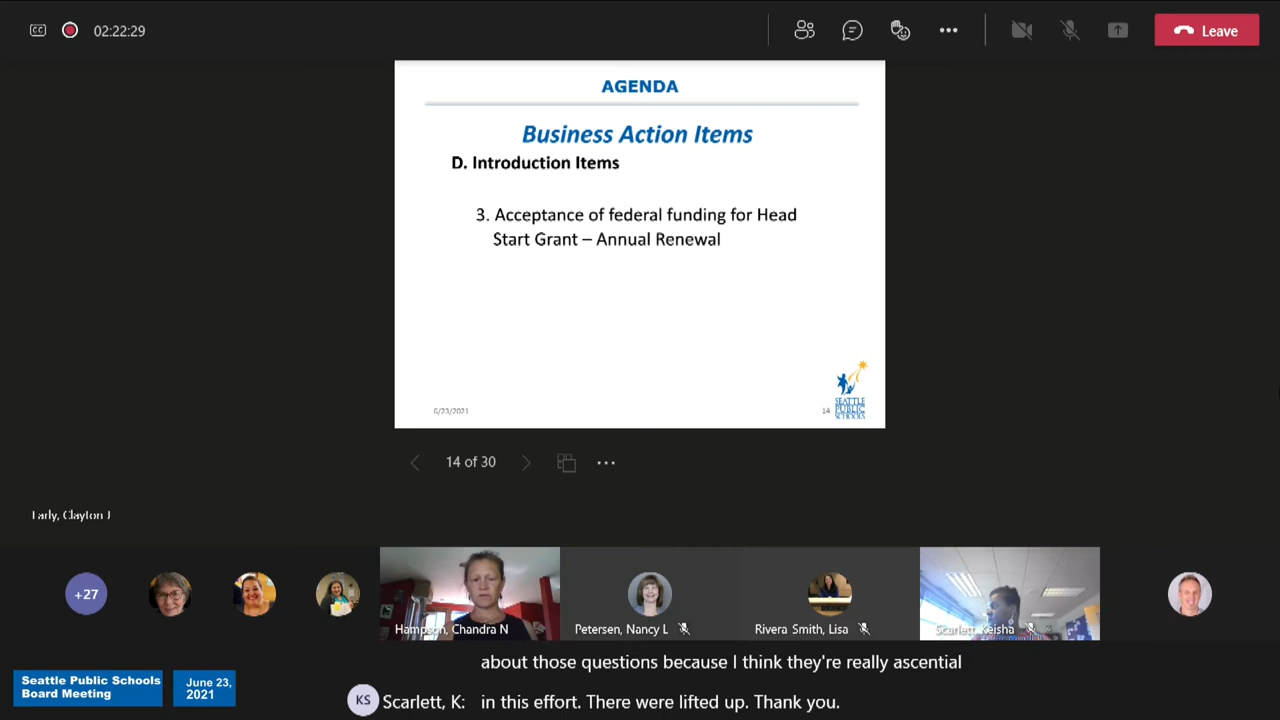 CC
02:22:29
Leave
AGENDA
Business Action Items
D. Introduction Items
3. Acceptance of federal funding for Head
Start Grant – Annual Renewal
6/23/2021
14
SEATTLE
PUBLIC
SCHOOLS
14 of 30
Clayton J
+27
Hampson, Chandra N
Petersen, Nancy L
Rivera Smith, Lisa
Scarlett, Keisha
about those questions because I think they're really ascential
KS
Scarlett, K:
in this effort. There were lifted up. Thank you.
Seattle Public Schools
Board Meeting
June 23,
2021